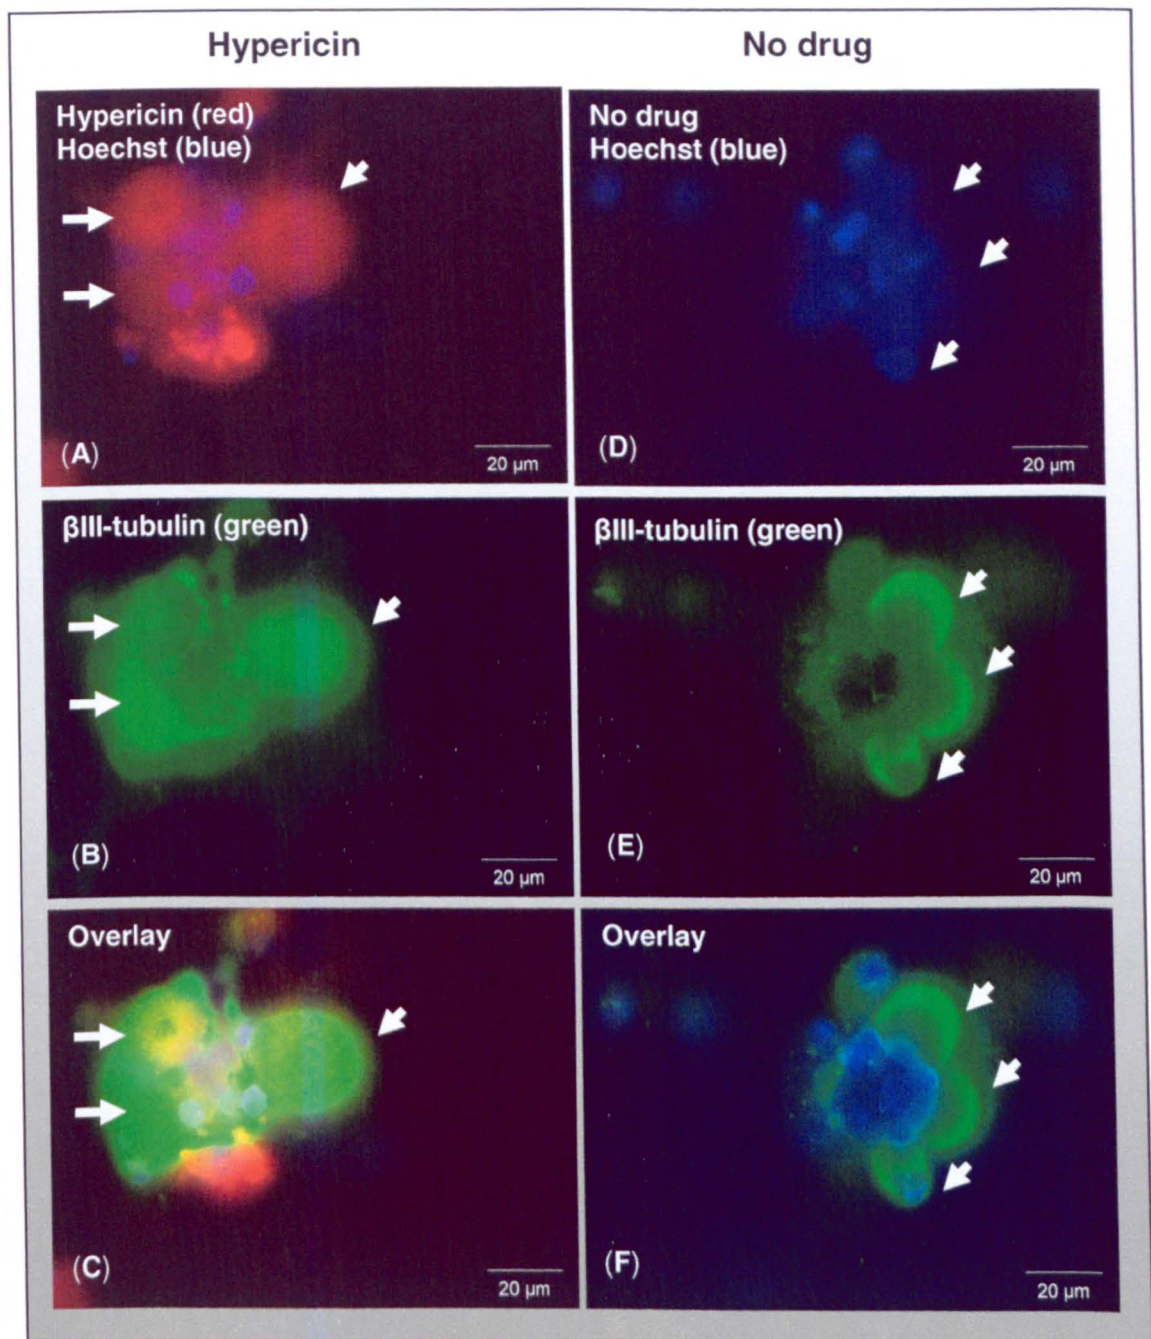 Hypericin
No drug
Hypericin (red)
Hoechst (blue)
(A)
20 µm
No drug
Hoechst (blue)
(D)
20 µm
βIII-tubulin (green)
(B)
20 µm
βIII-tubulin (green)
(E)
20 µm
Overlay
(C)
20 µm
Overlay
(F)
20 µm